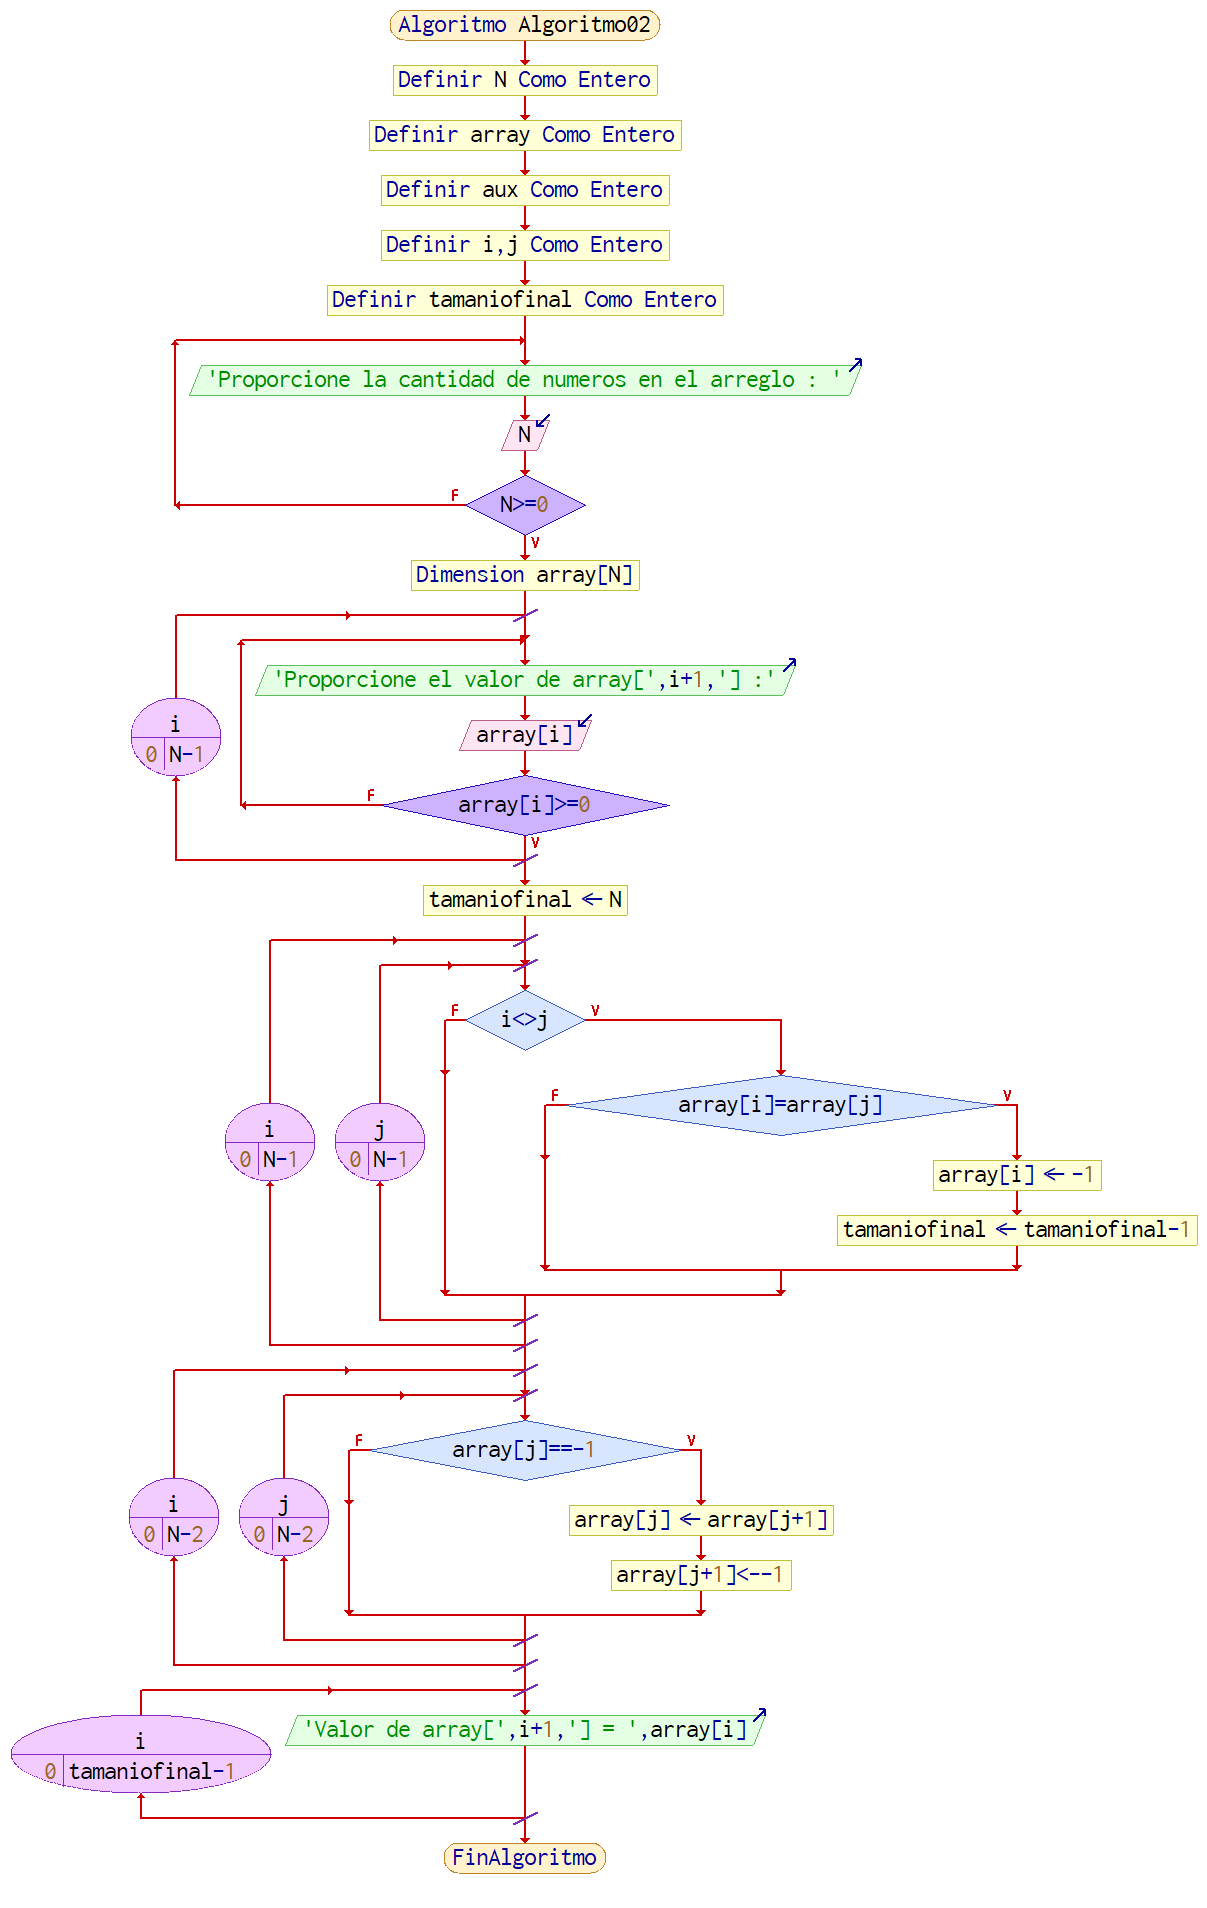 Algoritmo Algoritmo02
Definir N Como Entero
Definir array Como Entero
Definir aux Como Entero
Definir i,j Como Entero
Definir tamaniofinal Como Entero
'Proporcione la cantidad de numeros en el arreglo : '
N
F
N>=0
V
Dimension array[N]
'Proporcione el valor de array[',i+1,'] :'
i
0 N-1
array[i]
F
array[i]>=0
V
tamaniofinal ← N
F
i<>j
V
F
array[i]=array[j]
V
i
0 N-1
j
0 N-1
array[i] ← -1
tamaniofinal ← tamaniofinal-1
F
array[j]==-1
V
i
0 N-2
j
0 N-2
array[j] ← array[j+1]
array[j+1]<--1
'Valor de array[',i+1,'] = ',array[i]
i
0 tamaniofinal-1
FinAlgoritmo